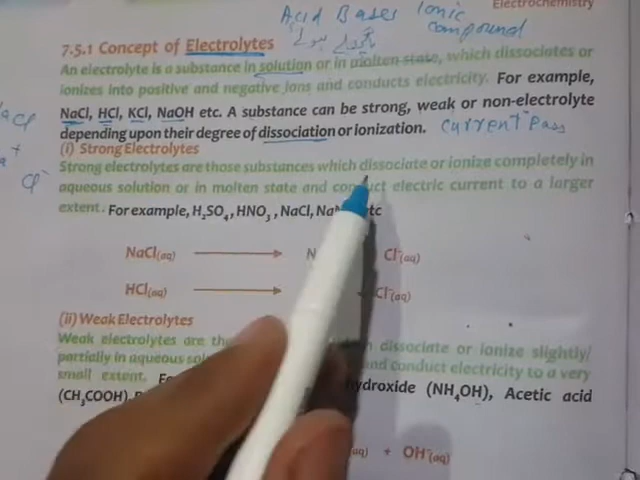 Electrochemistry
Acid Bases Ionic
compound
7.5.1 Concept of Electrolytes
An electrolyte is a substance in solution or in molten state, which dissociates or
ionizes into positive and negative ions and conducts electricity. For example,
NaCl, HCl, KCl, NaOH etc. A substance can be strong, weak or non-electrolyte
depending upon their degree of dissociation or ionization. Current Pass
(i) Strong Electrolytes
Strong electrolytes are those substances which dissociate or ionize completely in
Cl⁻
aqueous solution or in molten state and conduct electric current to a larger
extent. For example, H₂SO₄, HNO₃, NaCl, etc
NaCl(aq) ⟶ Cl⁻(aq)
HCl(aq) ⟶ Cl⁻(aq)
(ii) Weak Electrolytes
Weak electrolytes are dissociate or ionize slightly/
partially in aqueous and conduct electricity to a very
small extent. hydroxide (NH₄OH), Acetic acid
(CH₃COOH),
(aq) + OH⁻(aq)